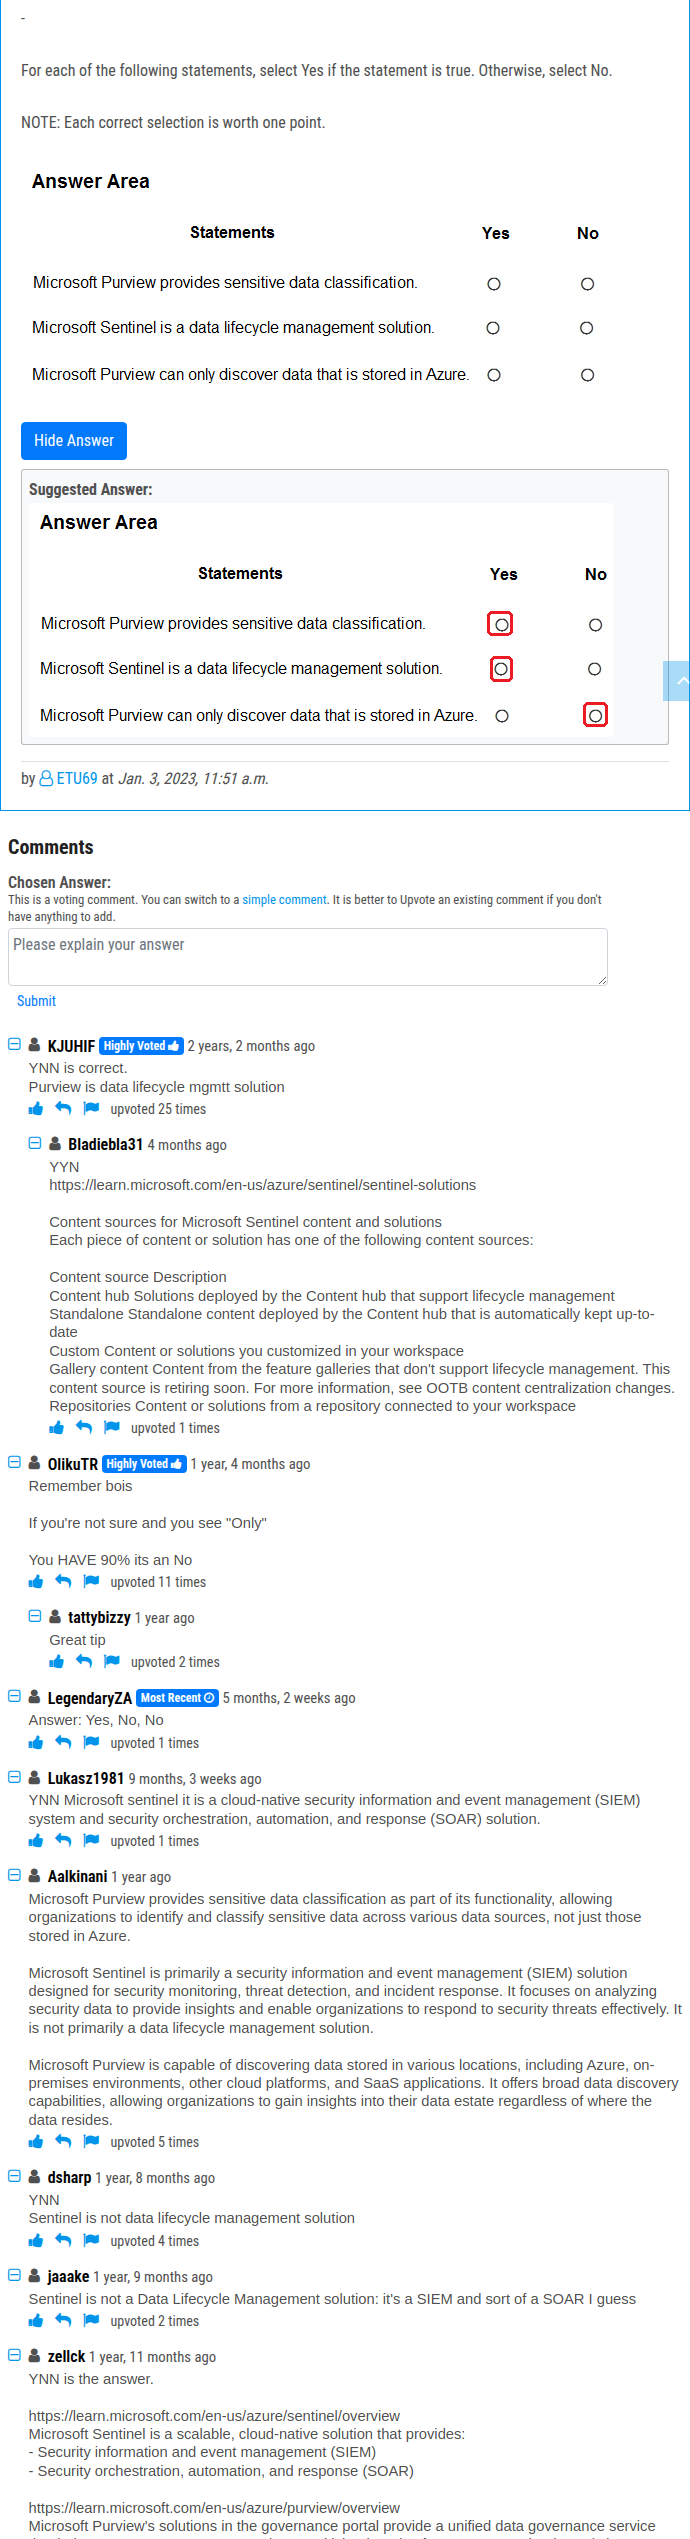 -
For each of the following statements, select Yes if the statement is true. Otherwise, select No.
NOTE: Each correct selection is worth one point.
Answer Area
Statements Yes No
Microsoft Purview provides sensitive data classification.
Microsoft Sentinel is a data lifecycle management solution.
Microsoft Purview can only discover data that is stored in Azure.
Hide Answer
Suggested Answer:
Answer Area
Statements Yes No
Microsoft Purview provides sensitive data classification.
Microsoft Sentinel is a data lifecycle management solution.
Microsoft Purview can only discover data that is stored in Azure.
by ETU69 at Jan. 3, 2023, 11:51 a.m.
Comments
Chosen Answer:
This is a voting comment. You can switch to a simple comment. It is better to Upvote an existing comment if you don't
have anything to add.
Please explain your answer
Submit
KJUHIF Highly Voted 2 years, 2 months ago
YNN is correct.
Purview is data lifecycle mgmtt solution
upvoted 25 times
Bladiebla31 4 months ago
YYN
https://learn.microsoft.com/en-us/azure/sentinel/sentinel-solutions
Content sources for Microsoft Sentinel content and solutions
Each piece of content or solution has one of the following content sources:
Content source Description
Content hub Solutions deployed by the Content hub that support lifecycle management
Standalone Standalone content deployed by the Content hub that is automatically kept up-to-
date
Custom Content or solutions you customized in your workspace
Gallery content Content from the feature galleries that don't support lifecycle management. This
content source is retiring soon. For more information, see OOTB content centralization changes.
Repositories Content or solutions from a repository connected to your workspace
upvoted 1 times
OlikuTR Highly Voted 1 year, 4 months ago
Remember bois
If you're not sure and you see "Only"
You HAVE 90% its an No
upvoted 11 times
tattybizzy 1 year ago
Great tip
upvoted 2 times
LegendaryZA Most Recent 5 months, 2 weeks ago
Answer: Yes, No, No
upvoted 1 times
Lukasz1981 9 months, 3 weeks ago
YNN Microsoft sentinel it is a cloud-native security information and event management (SIEM)
system and security orchestration, automation, and response (SOAR) solution.
upvoted 1 times
Aalkinani 1 year ago
Microsoft Purview provides sensitive data classification as part of its functionality, allowing
organizations to identify and classify sensitive data across various data sources, not just those
stored in Azure.
Microsoft Sentinel is primarily a security information and event management (SIEM) solution
designed for security monitoring, threat detection, and incident response. It focuses on analyzing
security data to provide insights and enable organizations to respond to security threats effectively. It
is not primarily a data lifecycle management solution.
Microsoft Purview is capable of discovering data stored in various locations, including Azure, on-
premises environments, other cloud platforms, and SaaS applications. It offers broad data discovery
capabilities, allowing organizations to gain insights into their data estate regardless of where the
data resides.
upvoted 5 times
dsharp 1 year, 8 months ago
YNN
Sentinel is not data lifecycle management solution
upvoted 4 times
jaaake 1 year, 9 months ago
Sentinel is not a Data Lifecycle Management solution: it's a SIEM and sort of a SOAR I guess
upvoted 2 times
zellck 1 year, 11 months ago
YNN is the answer.
https://learn.microsoft.com/en-us/azure/sentinel/overview
Microsoft Sentinel is a scalable, cloud-native solution that provides:
- Security information and event management (SIEM)
- Security orchestration, automation, and response (SOAR)
https://learn.microsoft.com/en-us/azure/purview/overview
Microsoft Purview's solutions in the governance portal provide a unified data governance service